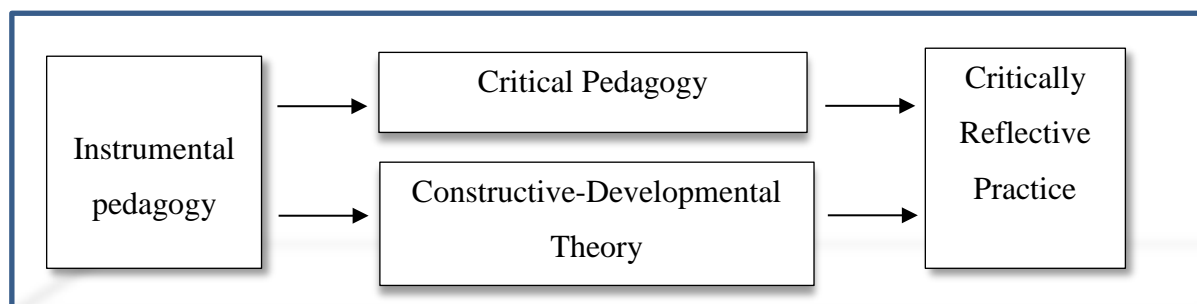 Instrumental
pedagogy
Critical Pedagogy
Constructive-Developmental
Theory
Critically
Reflective
Practice